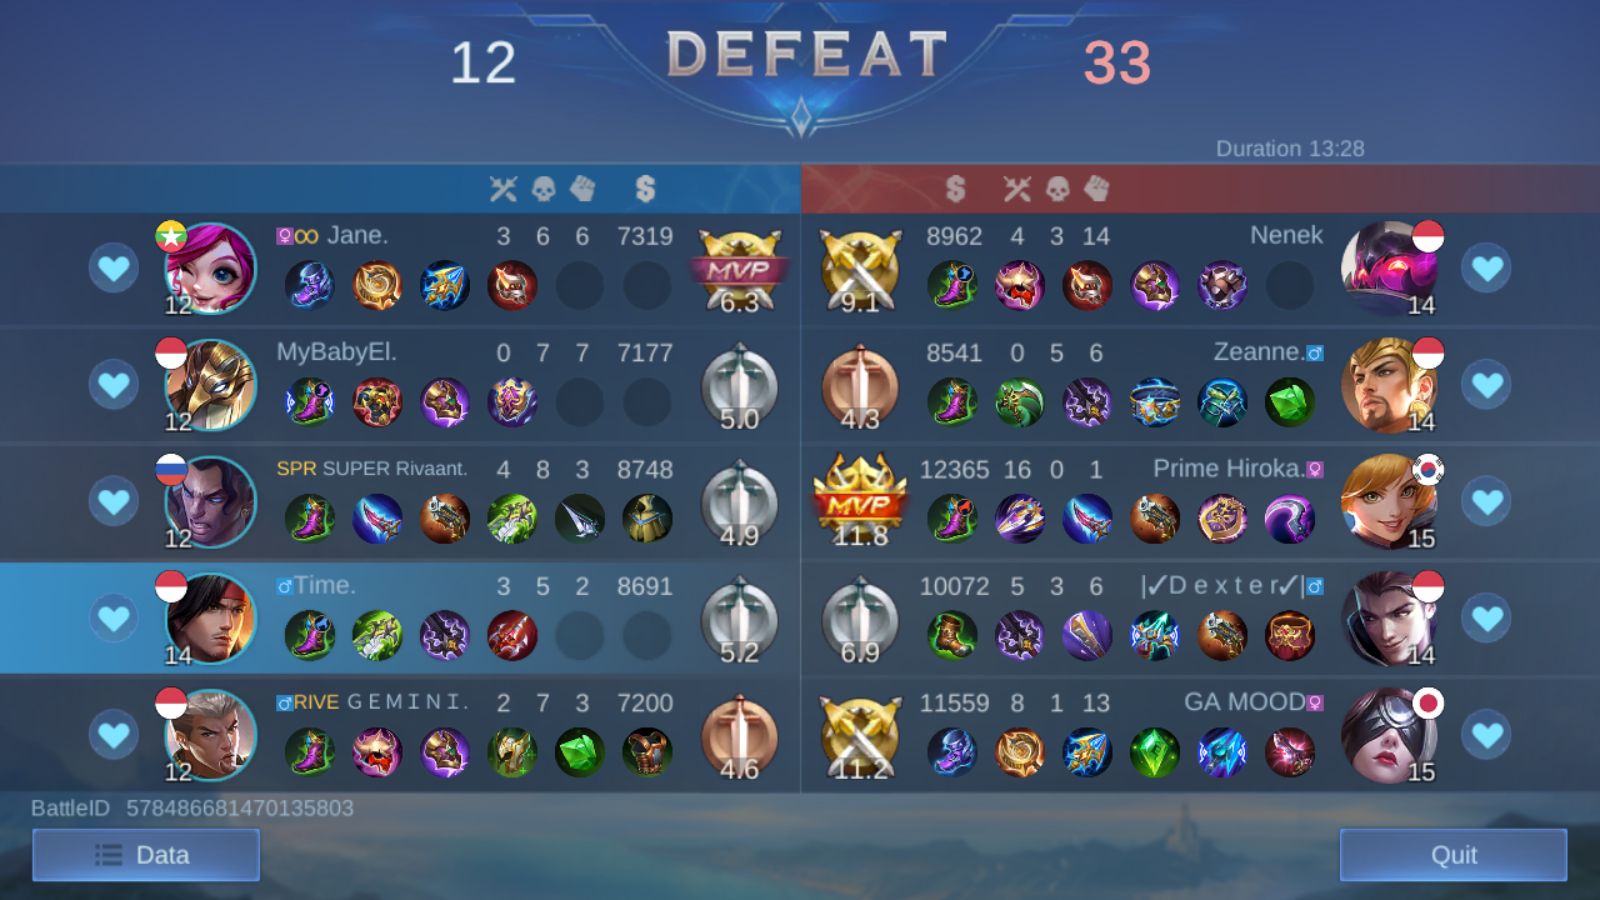 12 DEFEAT 33
Duration 13:28
∞ Jane. 3 6 6 7319 MVP 6.3 12
9.1 8962 4 3 14 Nenek 14
MyBabyEl. 0 7 7 7177 5.0 12
4.3 8541 0 5 6 Zeanne.♂ 14
SPR SUPER Rivaant. 4 8 3 8748 4.9 12
MVP 11.8 12365 16 0 1 Prime Hiroka.♀ 15
♂Time. 3 5 2 8691 5.2 14
6.9 10072 5 3 6 |✓D e x t e r✓|♂ 14
♂RIVE G E M I N I . 2 7 3 7200 4.6 12
11.2 11559 8 1 13 GA MOOD♀ 15
BattleID 578486681470135803
Data
Quit